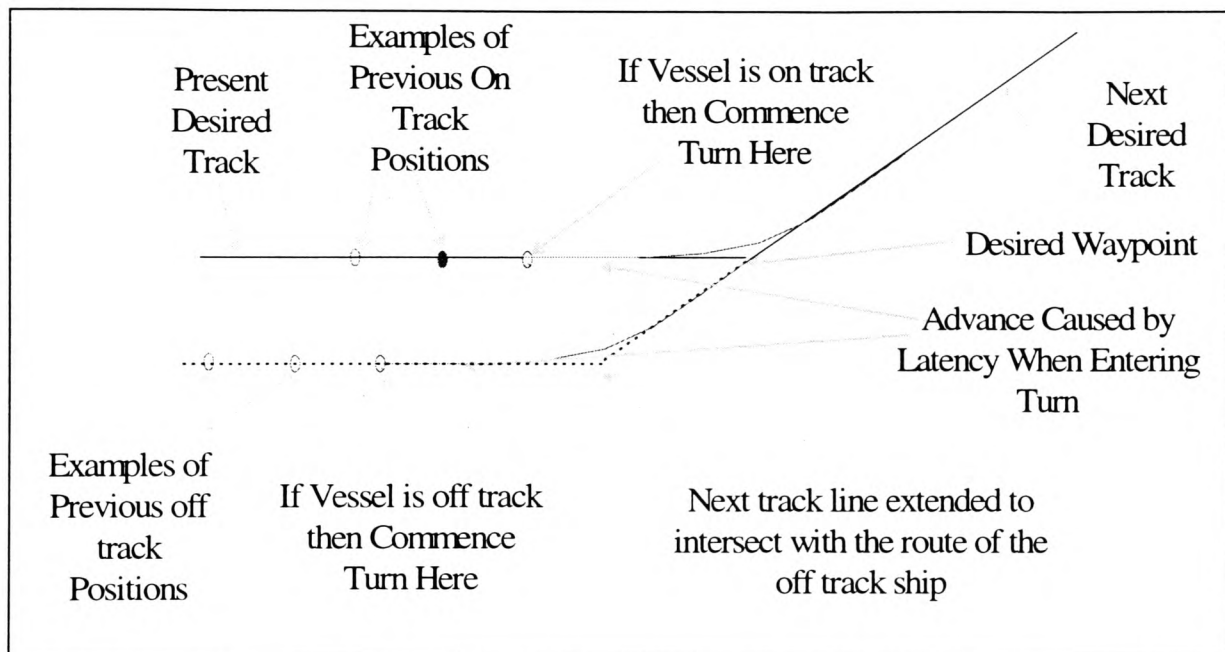 Present
Desired
Track
Examples of
Previous On
Track
Positions
If Vessel is on track
then Commence
Turn Here
Next
Desired
Track
Desired Waypoint
Advance Caused by
Latency When Entering
Turn
Examples of
Previous off
track
Positions
If Vessel is off track
then Commence
Turn Here
Next track line extended to
intersect with the route of the
off track ship